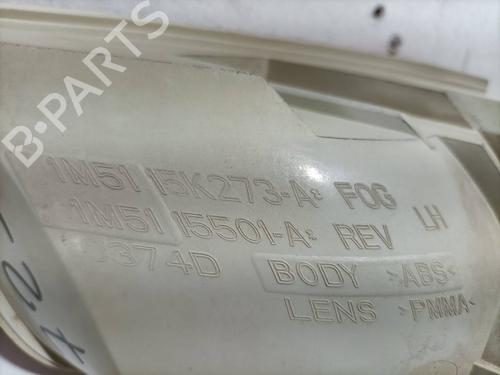 B-PARTS
1M51 15K273-A FOG
1M51 15501-A REV LH
374D BODY >ABS<
LENS >PMMA<